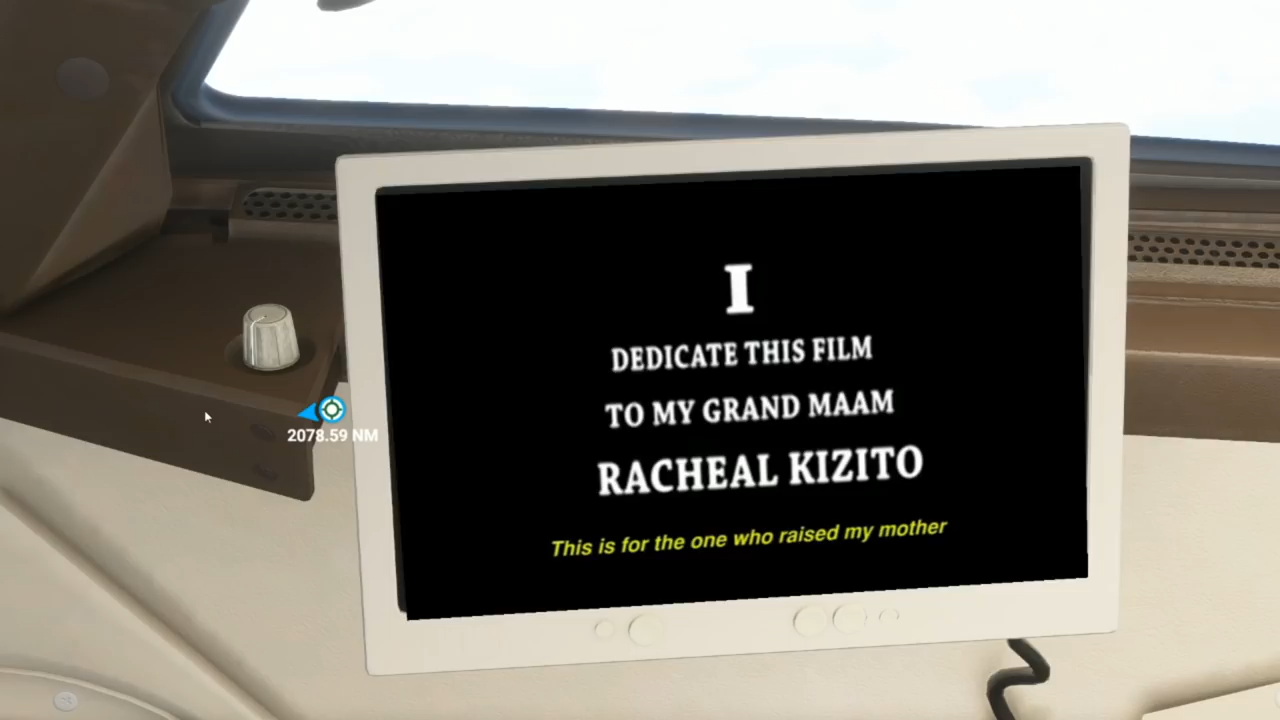 I
DEDICATE THIS FILM
TO MY GRAND MAAM
RACHEAL KIZITO
This is for the one who raised my mother
2078.59 NM